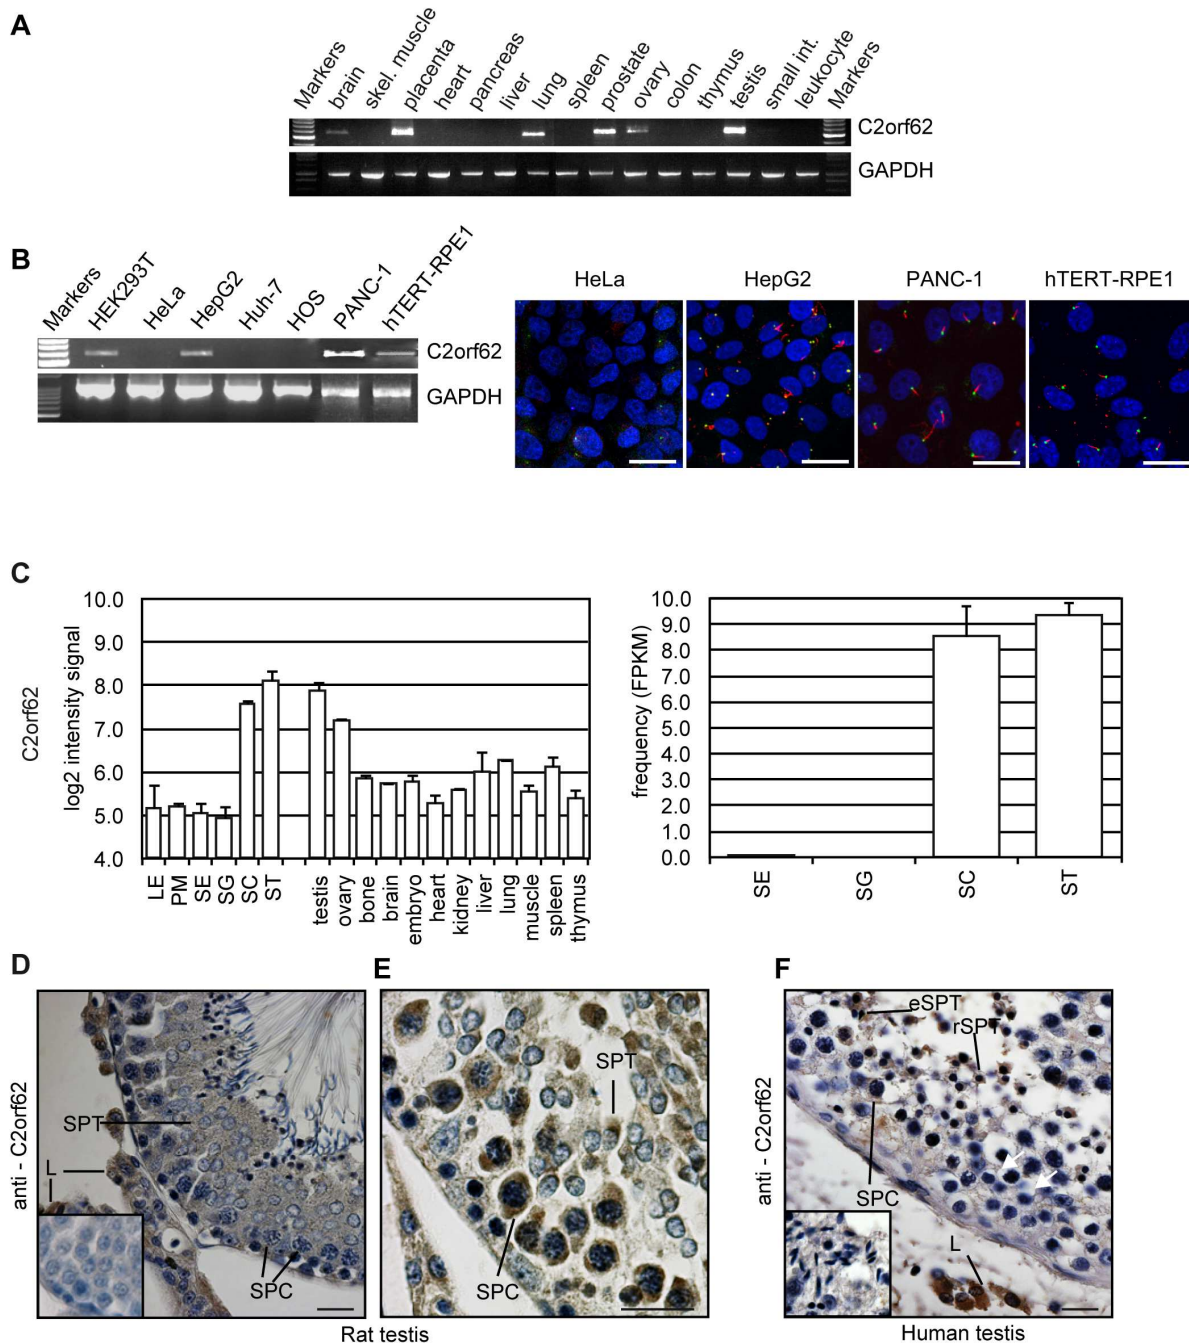 A
Markers
brain
skel. muscle
placenta
heart
pancreas
liver
lung
spleen
prostate
ovary
colon
thymus
testis
small int.
leukocyte
Markers
C2orf62
GAPDH
B
Markers
HEK293T
HeLa
HepG2
Huh-7
HOS
PANC-1
hTERT-RPE1
C2orf62
GAPDH
HeLa
HepG2
PANC-1
hTERT-RPE1
C
C2orf62
log2 intensity signal
10.0
9.0
8.0
7.0
6.0
5.0
4.0
LE
PM
SE
SG
SC
ST
testis
ovary
bone
brain
embryo
heart
kidney
liver
lung
muscle
spleen
thymus
frequency (FPKM)
10.0
9.0
8.0
7.0
6.0
5.0
4.0
3.0
2.0
1.0
0.0
SE
SG
SC
ST
D
anti - C2orf62
SPT
L
SPC
E
SPT
SPC
Rat testis
F
anti - C2orf62
eSPT
rSPT
SPC
L
Human testis